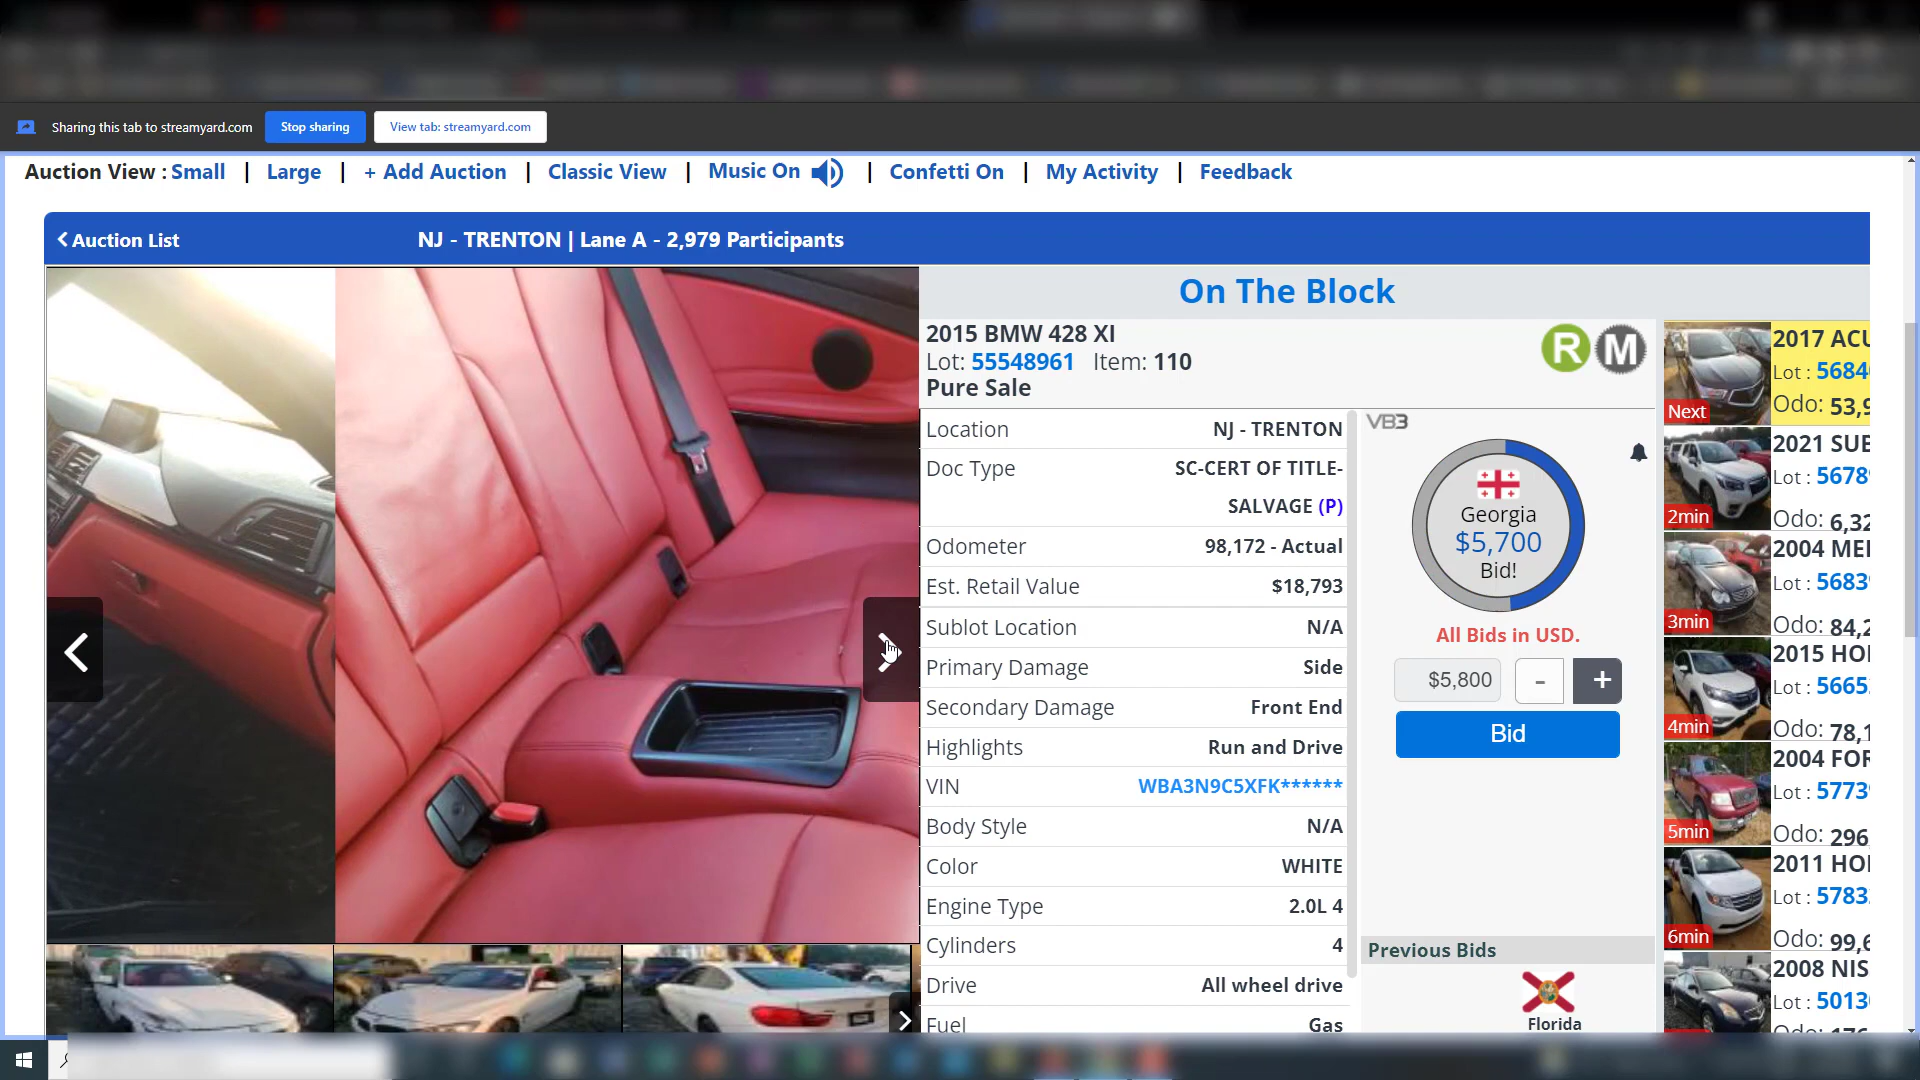 Sharing this tab to streamyard.com
Stop sharing
View tab: streamyard.com
Auction View : Small | Large | + Add Auction | Classic View | Music On | Confetti On | My Activity | Feedback
Auction List
NJ - TRENTON | Lane A - 2,979 Participants
On The Block
2015 BMW 428 XI
Lot: 55548961 Item: 110
Pure Sale
R M
Location NJ - TRENTON
Doc Type SC-CERT OF TITLE-
SALVAGE (P)
Odometer 98,172 - Actual
Est. Retail Value $18,793
Sublot Location N/A
Primary Damage Side
Secondary Damage Front End
Highlights Run and Drive
VIN WBA3N9C5XFK******
Body Style N/A
Color WHITE
Engine Type 2.0L 4
Cylinders 4
Drive All wheel drive
Fuel Gas
VB3
Georgia
$5,700
Bid!
All Bids in USD.
$5,800 - +
Bid
Previous Bids
Florida
Next
2017 ACU
Lot : 5684
Odo: 53,9
2min
2021 SUE
Lot : 5678
Odo: 6,32
3min
2004 MEI
Lot : 5683
Odo: 84,2
4min
2015 HO
Lot : 5665
Odo: 78,1
5min
2004 FOR
Lot : 5773
Odo: 296
6min
2011 HO
Lot : 5783
Odo: 99,6
2008 NIS
Lot : 5013